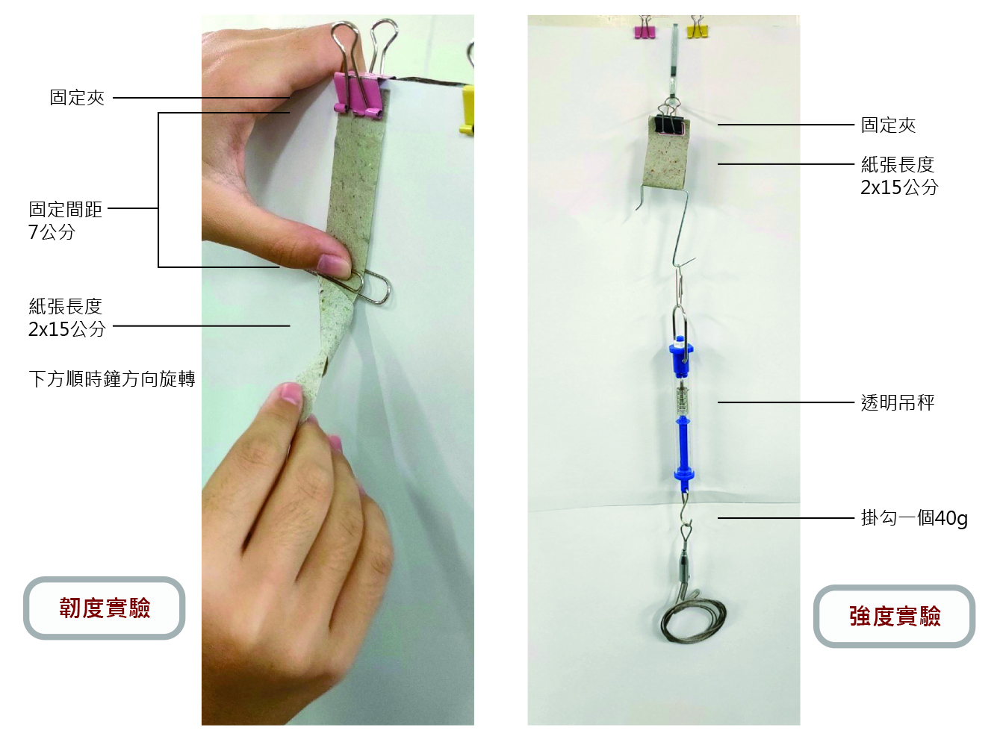 固定夾
固定間距
7公分
紙張長度
2x15公分
下方順時鐘方向旋轉
韌度實驗
固定夾
紙張長度
2x15公分
透明吊秤
掛勾一個40g
強度實驗